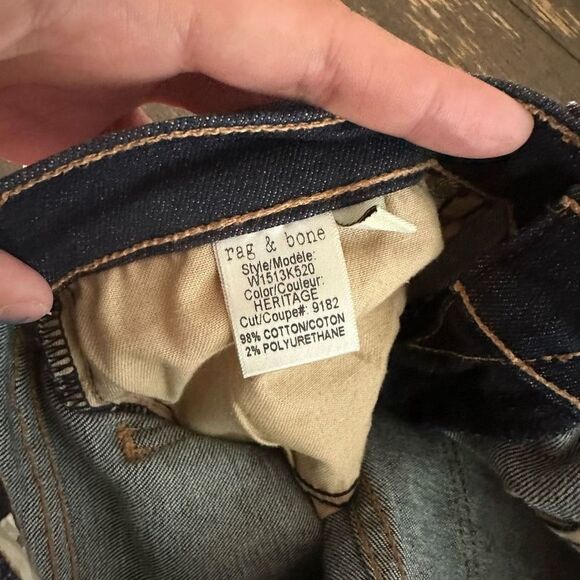 rag & bone
Style/Modèle:
W1513K520
Color/Couleur:
HERITAGE
Cut/Coupe#: 9182
98% COTTON/COTON
2% POLYURETHANE